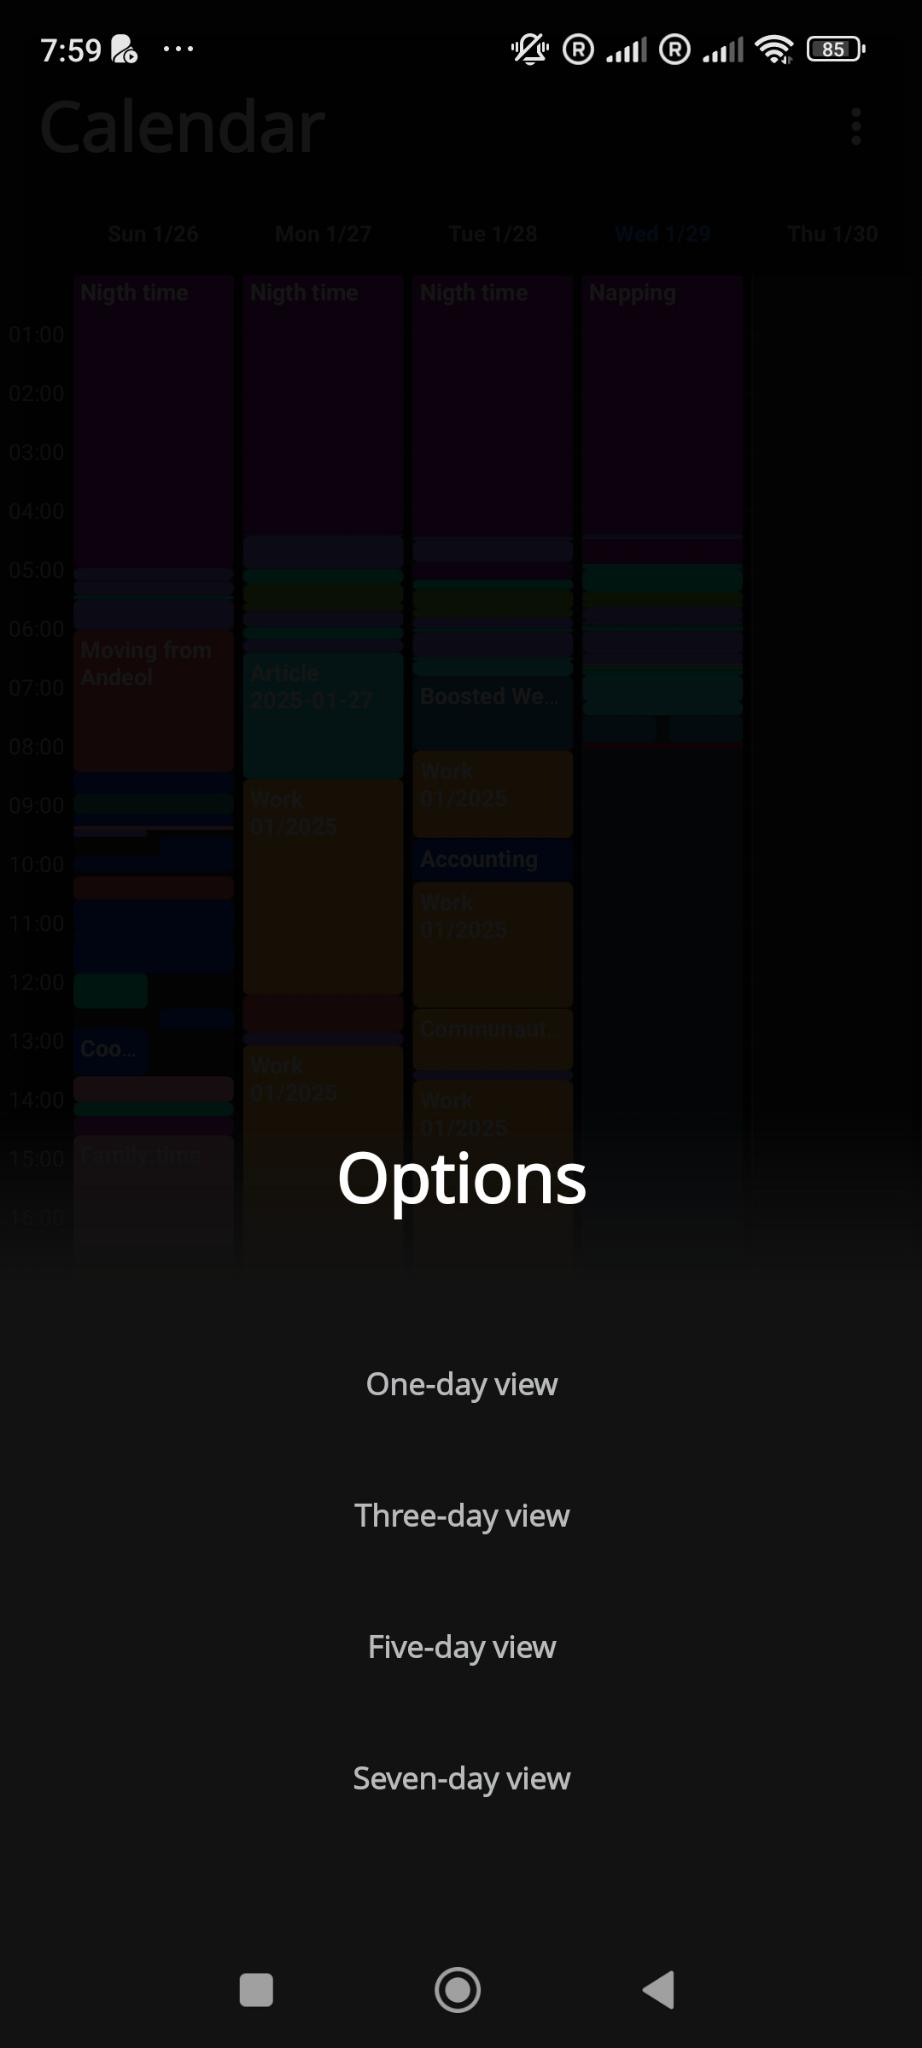 7:59 ... R R 85
Calendar
Sun 1/26 Mon 1/27 Tue 1/28 Wed 1/29 Thu 1/30
Nigth time Nigth time Nigth time Napping
01:00
02:00
03:00
04:00
05:00
06:00
Moving from
Andeol
Article
2025-01-27
07:00
Boosted We...
08:00
Work
01/2025
09:00
Work
01/2025
10:00
Accounting
11:00
Work
01/2025
12:00
13:00
Coo...
Communaut...
Work
01/2025
14:00
Work
01/2025
15:00
Family time
16:00
Options
One-day view
Three-day view
Five-day view
Seven-day view